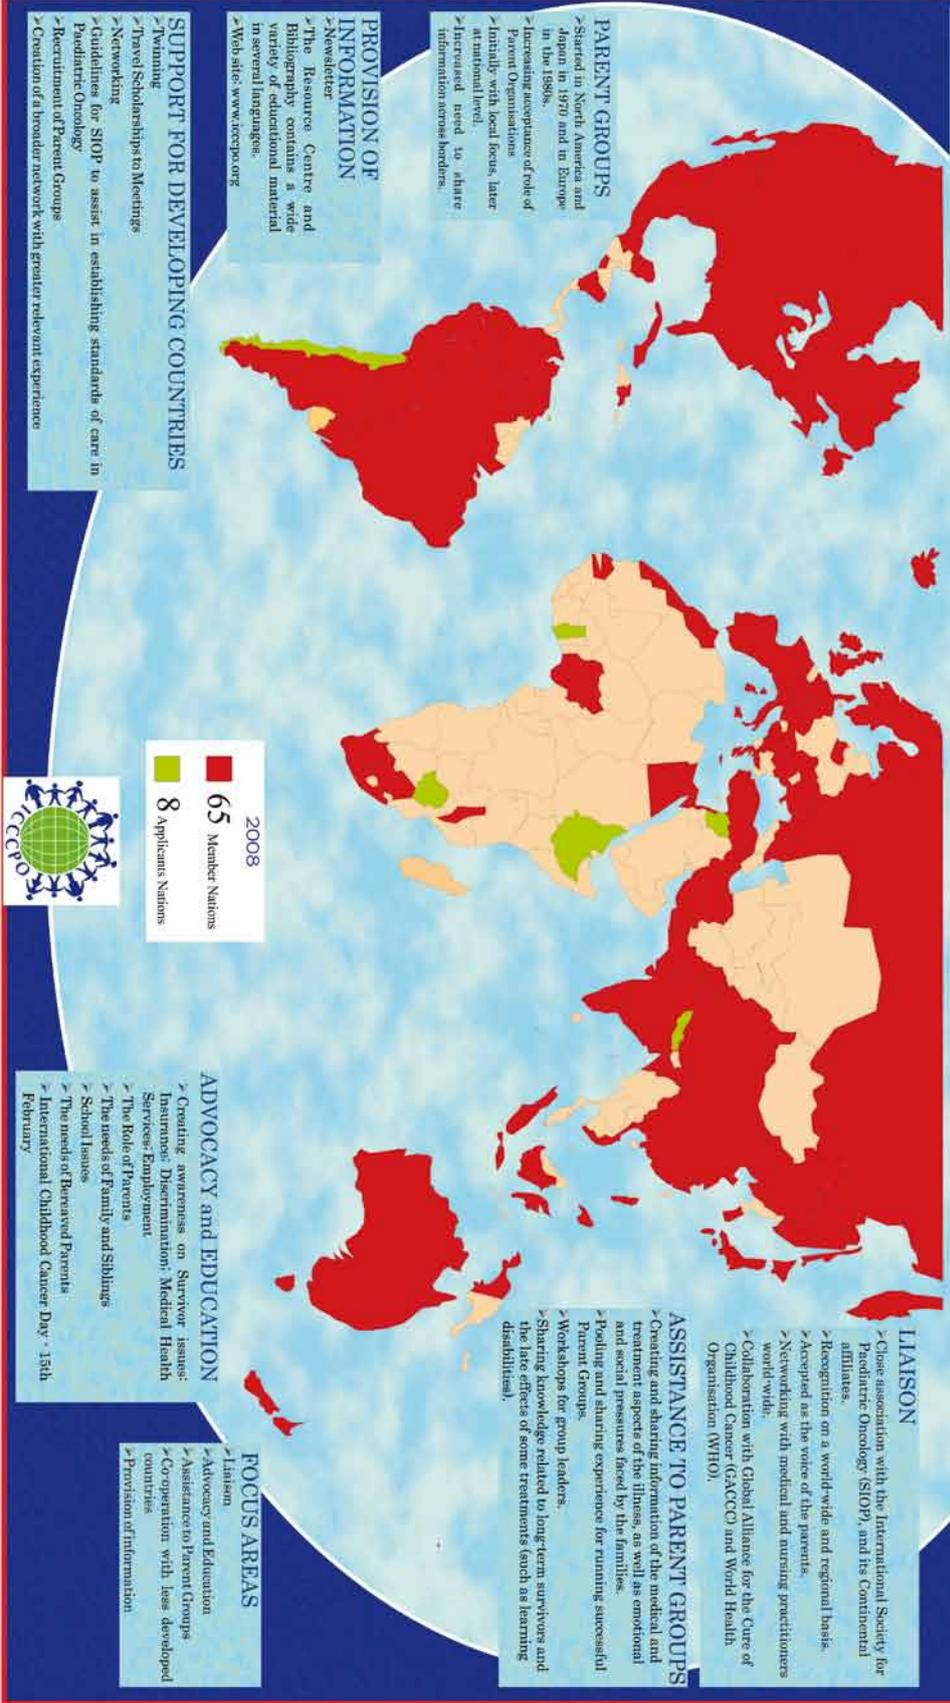 PARENT GROUPS
➢Started in North America and
Japan in 1970 and in Europe
in the 1980s.
➢Increasing acceptance of role of
Parent Organisations
➢Initially with local focus, later
at national level.
➢Increased need to share
information across borders.
PROVISION OF
INFORMATION
➢Newsletter
➢The Resource Centre and
Bibliography contains a wide
variety of educational material
in several languages.
➢Web site: www.icccpo.org
SUPPORT FOR DEVELOPING COUNTRIES
➢Twinning
➢Travel Scholarships to Meetings
➢Networking
➢Guidelines for SIOP to assist in establishing standards of care in
Paediatric Oncology
➢Recruitment of Parent Groups
➢Creation of a broader network with greater relevant experience
2008
65 Member Nations
8 Applicants Nations
ICCCPO
LIAISON
➢Close association with the International Society for
Paediatric Oncology (SIOP), and its Continental
affiliates.
➢Recognition on a world-wide and regional basis.
➢Accepted as the voice of the parents.
➢Networking with medical and nursing practitioners
world-wide.
➢Collaboration with Global Alliance for the Cure of
Childhood Cancer (GACCC) and World Health
Organisation (WHO).
ASSISTANCE TO PARENT GROUPS
➢Creating and sharing information of the medical and
treatment aspects of the illness, as well as emotional
and social pressures faced by the families.
➢Pooling and sharing experience for running successful
Parent Groups.
➢Workshops for group leaders.
➢Sharing knowledge related to long-term survivors and
the late effects of some treatments (such as learning
disabilities).
ADVOCACY and EDUCATION
➢ Creating awareness on Survivor issues:
Insurance; Discrimination; Medical Health
Services; Employment
➢ The Role of Parents
➢ The needs of Family and Siblings
➢ School Issues
➢ The needs of Bereaved Parents
➢ International Childhood Cancer Day - 15th
February
FOCUS AREAS
➢Liaison
➢Advocacy and Education
➢Assistance to Parent Groups
➢Co-operation with less developed
countries
➢Provision of information